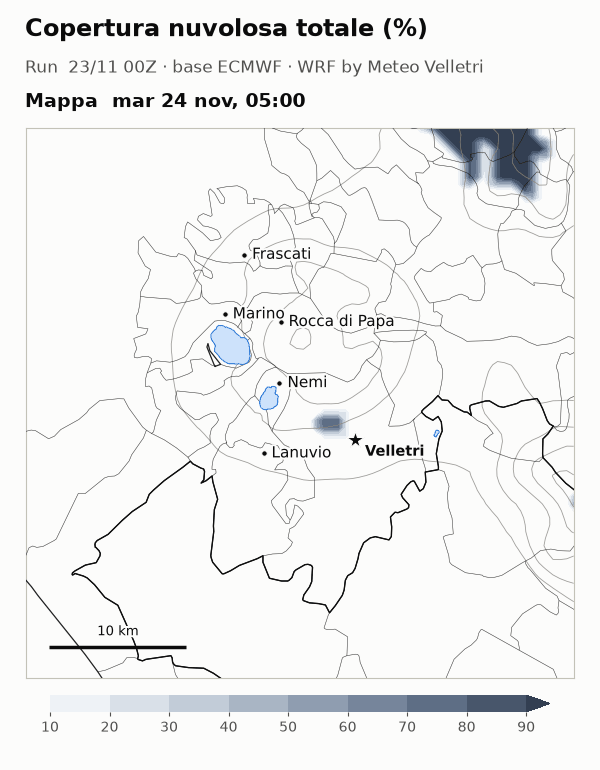 Copertura nuvolosa totale (%)
Run  23/11 00Z · base ECMWF · WRF by Meteo Velletri
Mappa  mar 24 nov, 05:00
Frascati
Marino
Rocca di Papa
Nemi
Velletri
Lanuvio
10 km
10 20 30 40 50 60 70 80 90